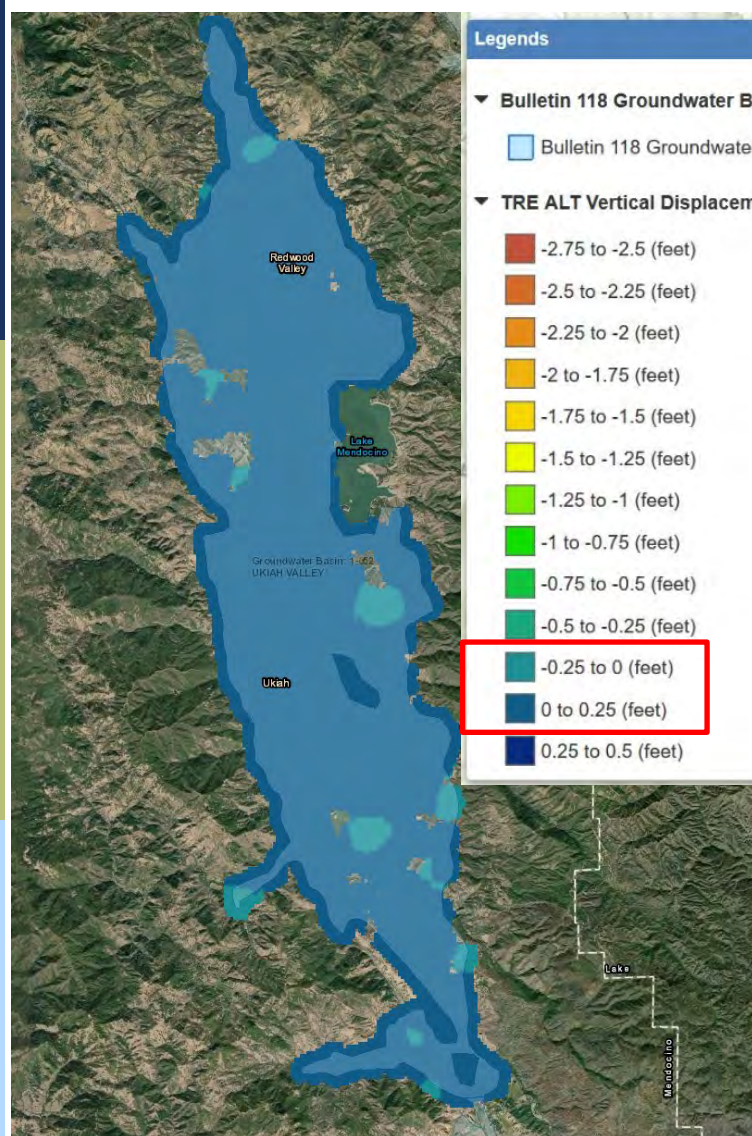 Legends
Bulletin 118 Groundwater B
Bulletin 118 Groundwate
TRE ALT Vertical Displacem
-2.75 to -2.5 (feet)
-2.5 to -2.25 (feet)
-2.25 to -2 (feet)
-2 to -1.75 (feet)
-1.75 to -1.5 (feet)
-1.5 to -1.25 (feet)
-1.25 to -1 (feet)
-1 to -0.75 (feet)
-0.75 to -0.5 (feet)
-0.5 to -0.25 (feet)
-0.25 to 0 (feet)
0 to 0.25 (feet)
0.25 to 0.5 (feet)
Redwood
Valley
Lake
Mendocino
Groundwater Basin:
UKIAH VALLEY
Ukiah
Lake
Mendocino